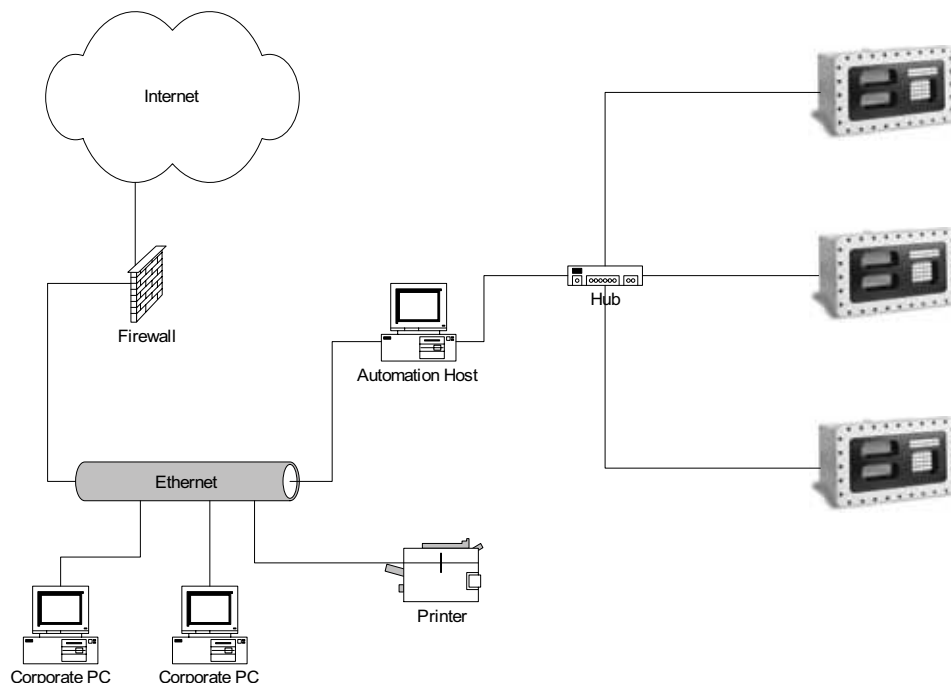 Internet
Firewall
Hub
Automation Host
Ethernet
Printer
Corporate PC
Corporate PC